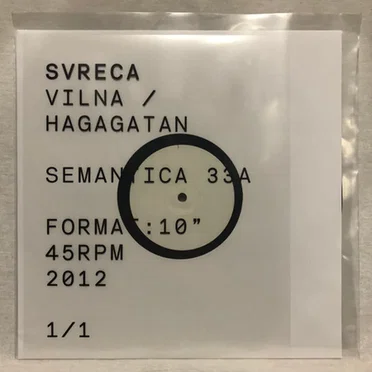 SVRECA
VILNA /
HAGAGATAN
SEMANTICA 33A
FORMAT:10”
45RPM
2012
1/1